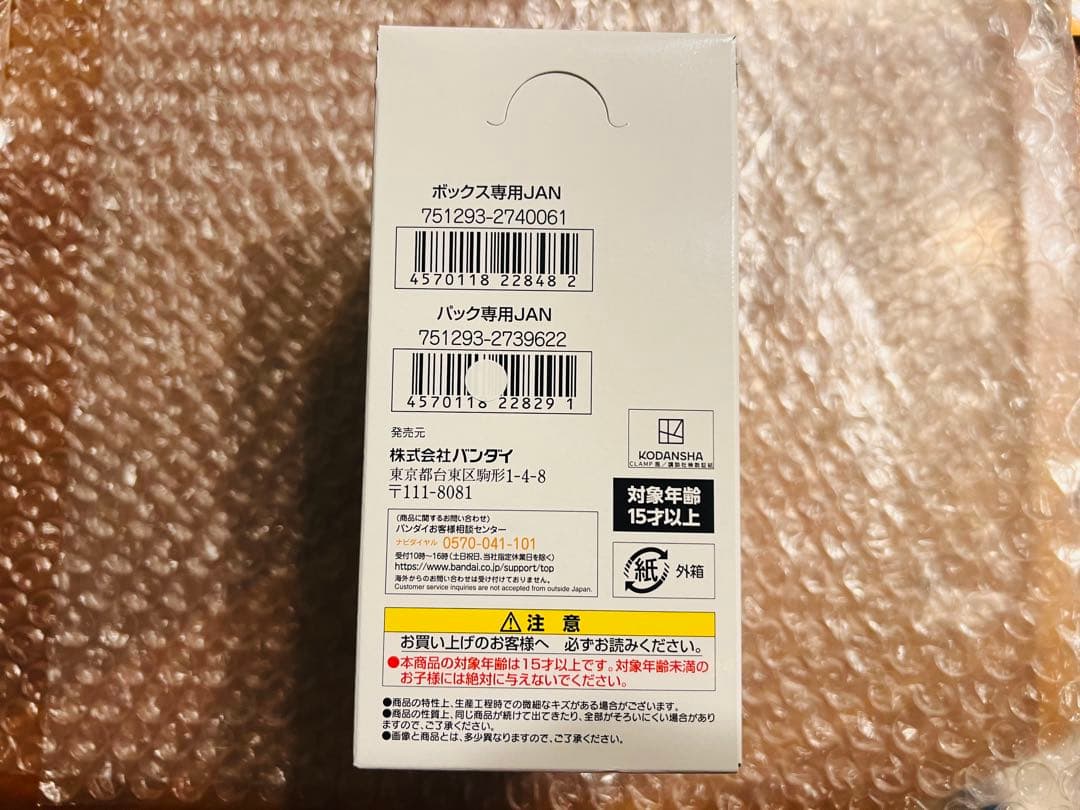 ボックス専用JAN
751293-2740061
4570118 22848 2
パック専用JAN
751293-2739622
4570118 22829 1
発売元
株式会社バンダイ
東京都台東区駒形1-4-8
〒111-8081
(商品に関するお問い合わせ)
バンダイお客様相談センター
ナビダイヤル 0570-041-101
受付10時～16時(土日祝日、当社指定休業日を除く)
https://www.bandai.co.jp/support/top
海外からのお問い合わせは受け付けておりません。
Customer service inquiries are not accepted from outside Japan.
KODANSHA
CLAMP
対象年齢
15才以上
紙 外箱
注 意
お買い上げのお客様へ 必ずお読みください。
●本商品の対象年齢は15才以上です。対象年齢未満の
お子様には絶対に与えないでください。
●商品の特性上、生産工程時での微細なキズがある場合がございます。
●商品の性質上、同じ商品が続けて出てきたり、全部がそろいにくい場合があり
ますので、ご了承ください。
●画像と商品とは、多少異なりますので、ご了承ください。